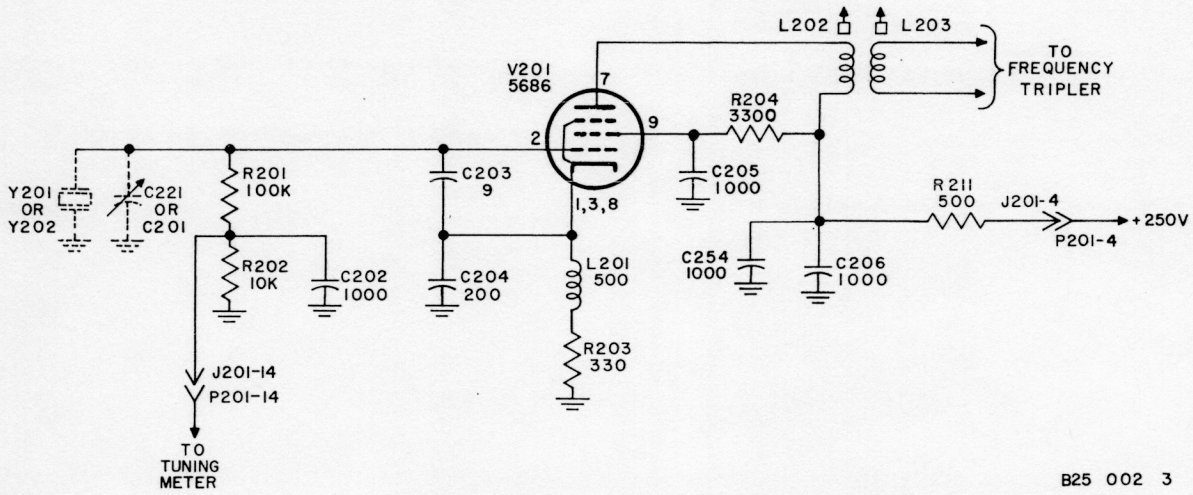 L202
L203
TO
FREQUENCY
TRIPLER
V201
5686
7
2
9
1,3,8
R204
3300
C205
1000
Y201
OR
Y202
C221
OR
C201
R201
100K
R202
10K
C202
1000
C203
9
C204
200
L201
500
R203
330
C254
1000
C206
1000
R211
500
J201-4
P201-4
+250V
J201-14
P201-14
TO
TUNING
METER
B25 002 3